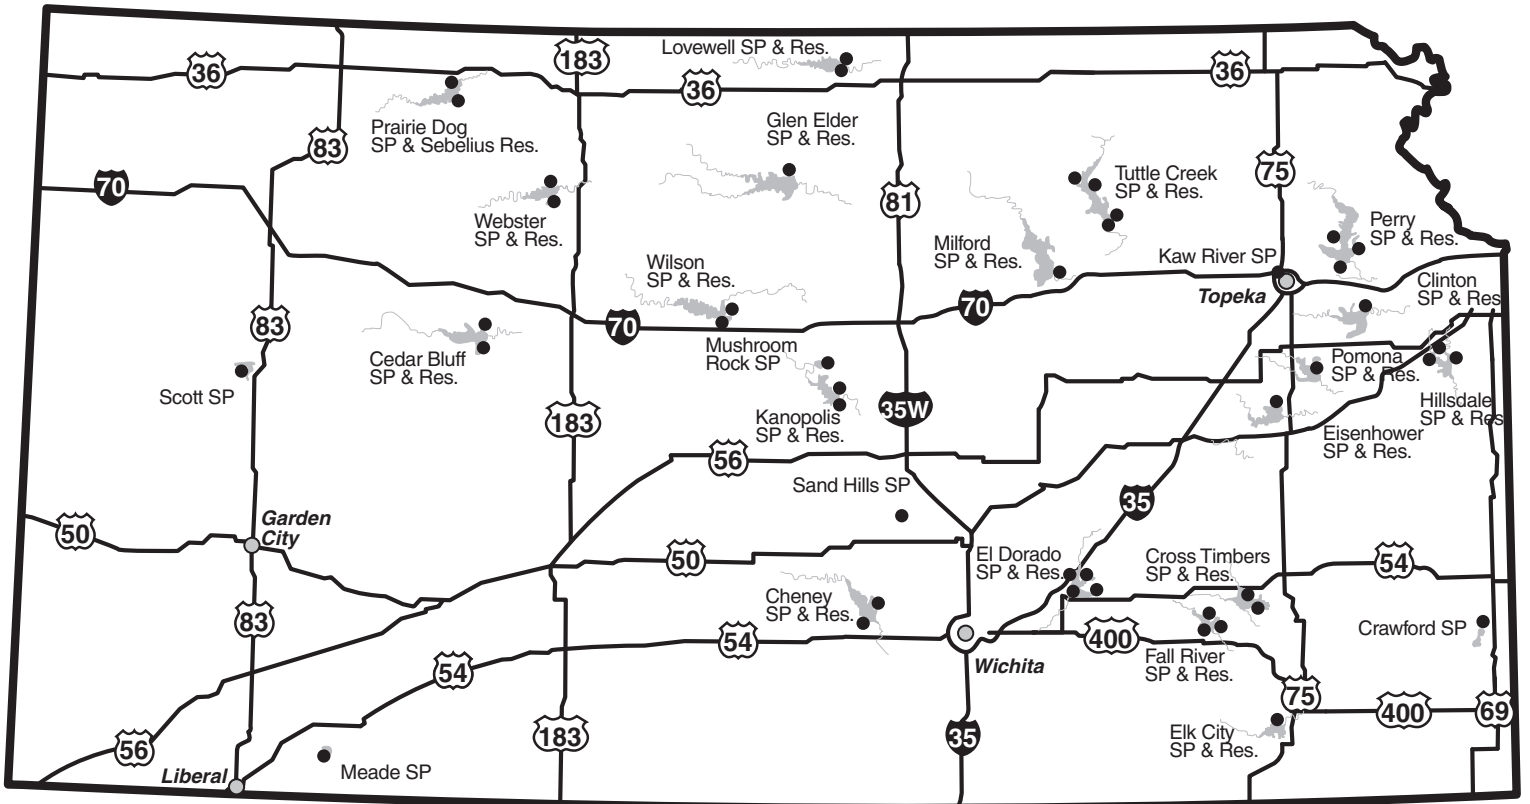 183
Lovewell SP & Res.
36
36
36
Prairie Dog
SP & Sebelius Res.
83
Glen Elder
SP & Res.
70
Webster
SP & Res.
81
Tuttle Creek
SP & Res.
75
Perry
SP & Res.
Milford
SP & Res.
Kaw River SP
Topeka
Clinton
SP & Res
Wilson
SP & Res.
70
70
83
Cedar Bluff
SP & Res.
Mushroom
Rock SP
Scott SP
Pomona
SP & Res.
Hillsdale
SP & Res
183
Kanopolis
SP & Res.
35W
Eisenhower
SP & Res.
56
Sand Hills SP
35
50
Garden
City
50
El Dorado
SP & Res.
Cross Timbers
SP & Res.
54
83
Cheney
SP & Res.
54
Wichita
400
Crawford SP
54
Fall River
SP & Res.
75
400
69
56
183
35
Elk City
SP & Res.
Liberal
Meade SP